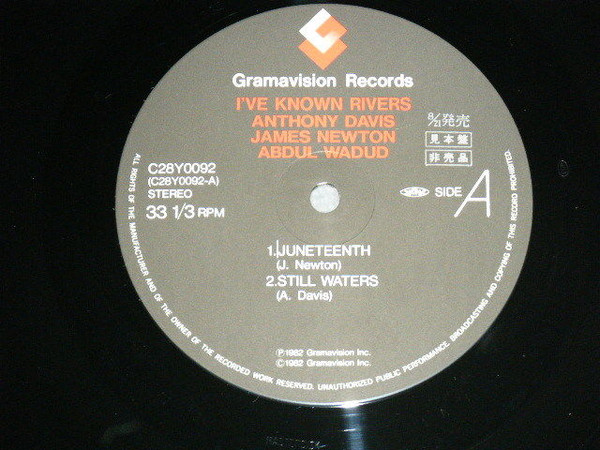 Gramavision Records
I'VE KNOWN RIVERS
ANTHONY DAVIS
JAMES NEWTON
ABDUL WADUD
8/21発売
見本盤
非売品
C28Y0092
(C28Y0092-A)
STEREO
33 1/3 RPM
SIDE A
1.JUNETEENTH
(J. Newton)
2.STILL WATERS
(A. Davis)
℗1982 Gramavision Inc.
©1982 Gramavision Inc.
ALL RIGHTS OF THE MANUFACTURER AND OF THE OWNER OF THE RECORDED WORK RESERVED. UNAUTHORIZED PUBLIC PERFORMANCE, BROADCASTING AND COPYING OF THIS RECORD PROHIBITED.